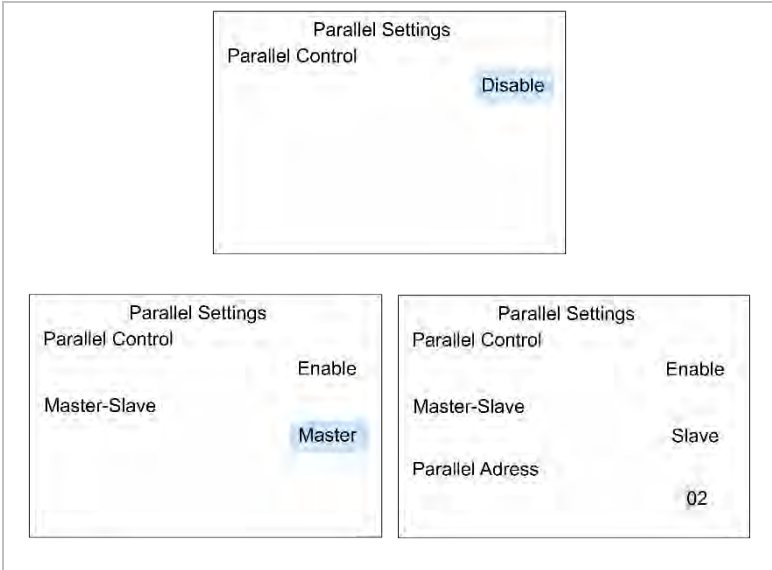 Parallel Settings
Parallel Control
Disable
Parallel Settings
Parallel Control
Enable
Master-Slave
Master
Parallel Settings
Parallel Control
Enable
Master-Slave
Slave
Parallel Adress
02